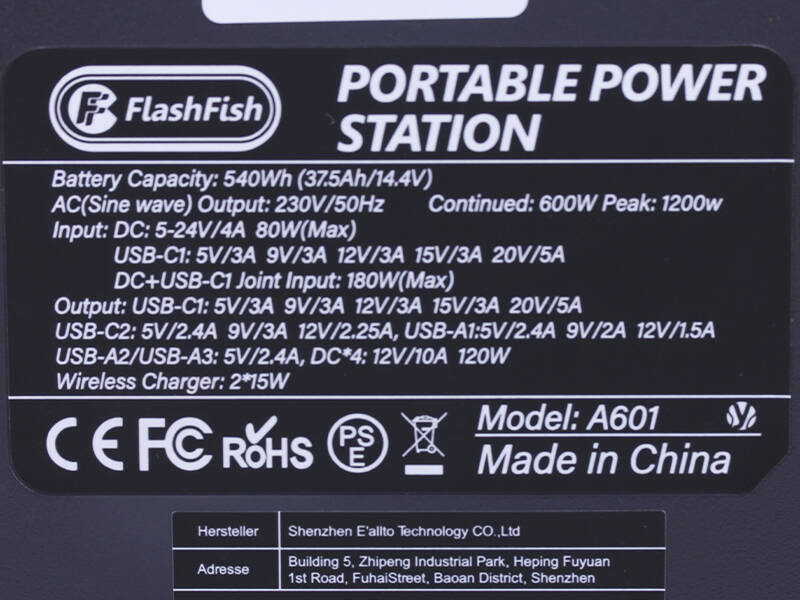 FlashFish
PORTABLE POWER
STATION
Battery Capacity: 540Wh (37.5Ah/14.4V)
AC(Sine wave) Output: 230V/50Hz Continued: 600W Peak: 1200w
Input: DC: 5-24V/4A 80W(Max)
USB-C1: 5V/3A 9V/3A 12V/3A 15V/3A 20V/5A
DC+USB-C1 Joint Input: 180W(Max)
Output: USB-C1: 5V/3A 9V/3A 12V/3A 15V/3A 20V/5A
USB-C2: 5V/2.4A 9V/3A 12V/2.25A, USB-A1:5V/2.4A 9V/2A 12V/1.5A
USB-A2/USB-A3: 5V/2.4A, DC*4: 12V/10A 120W
Wireless Charger: 2*15W
CE FC RoHS PSE
Model: A601
Made in China
Hersteller Shenzhen E'allto Technology CO.,Ltd
Adresse Building 5, Zhipeng Industrial Park, Heping Fuyuan
1st Road, FuhaiStreet, Baoan District, Shenzhen